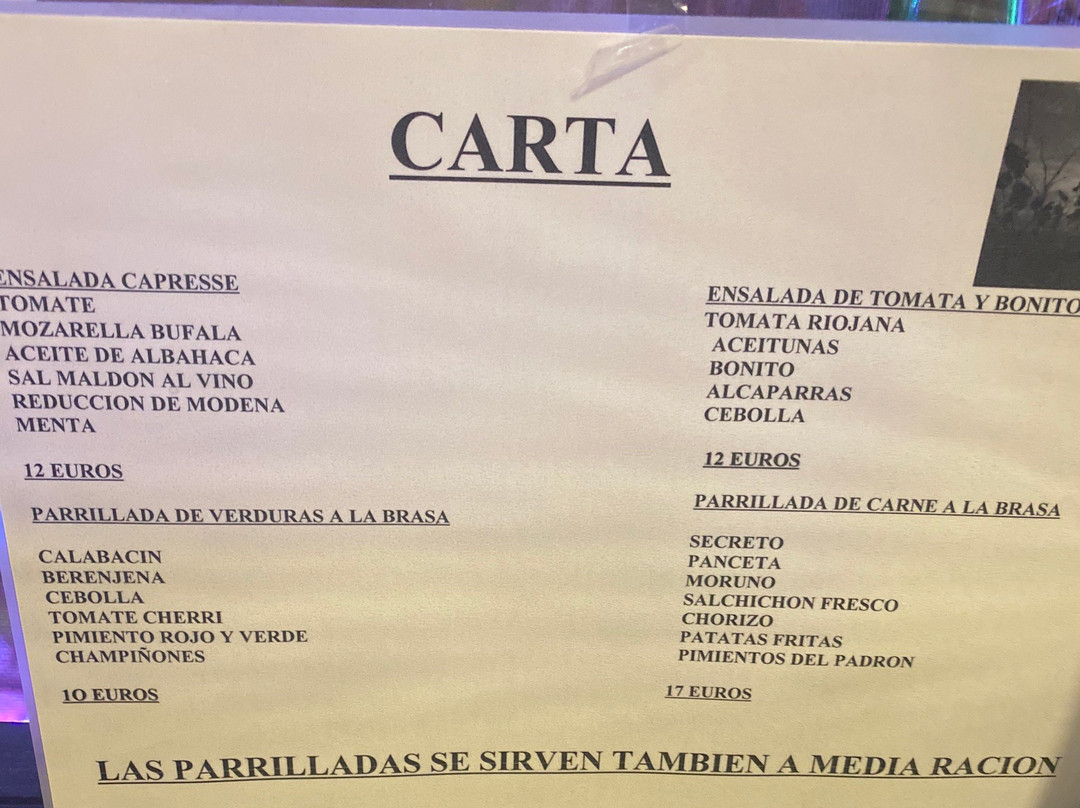 CARTA
ENSALADA CAPRESSE
TOMATE
MOZARELLA BUFALA
ACEITE DE ALBAHACA
SAL MALDON AL VINO
REDUCCION DE MODENA
MENTA
12 EUROS
PARRILLADA DE VERDURAS A LA BRASA
CALABACIN
BERENJENA
CEBOLLA
TOMATE CHERRI
PIMIENTO ROJO Y VERDE
CHAMPIÑONES
1O EUROS
ENSALADA DE TOMATA Y BONITO
TOMATA RIOJANA
ACEITUNAS
BONITO
ALCAPARRAS
CEBOLLA
12 EUROS
PARRILLADA DE CARNE A LA BRASA
SECRETO
PANCETA
MORUNO
SALCHICHON FRESCO
CHORIZO
PATATAS FRITAS
PIMIENTOS DEL PADRON
17 EUROS
LAS PARRILLADAS SE SIRVEN TAMBIEN A MEDIA RACION